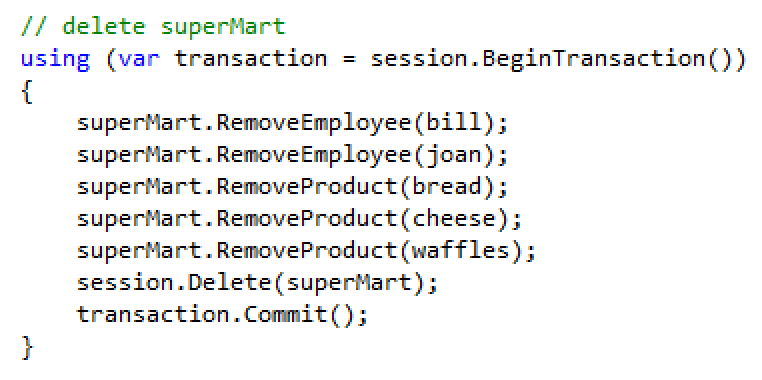 // delete superMart
using (var transaction = session.BeginTransaction())
{
    superMart.RemoveEmployee(bill);
    superMart.RemoveEmployee(joan);
    superMart.RemoveProduct(bread);
    superMart.RemoveProduct(cheese);
    superMart.RemoveProduct(waffles);
    session.Delete(superMart);
    transaction.Commit();
}